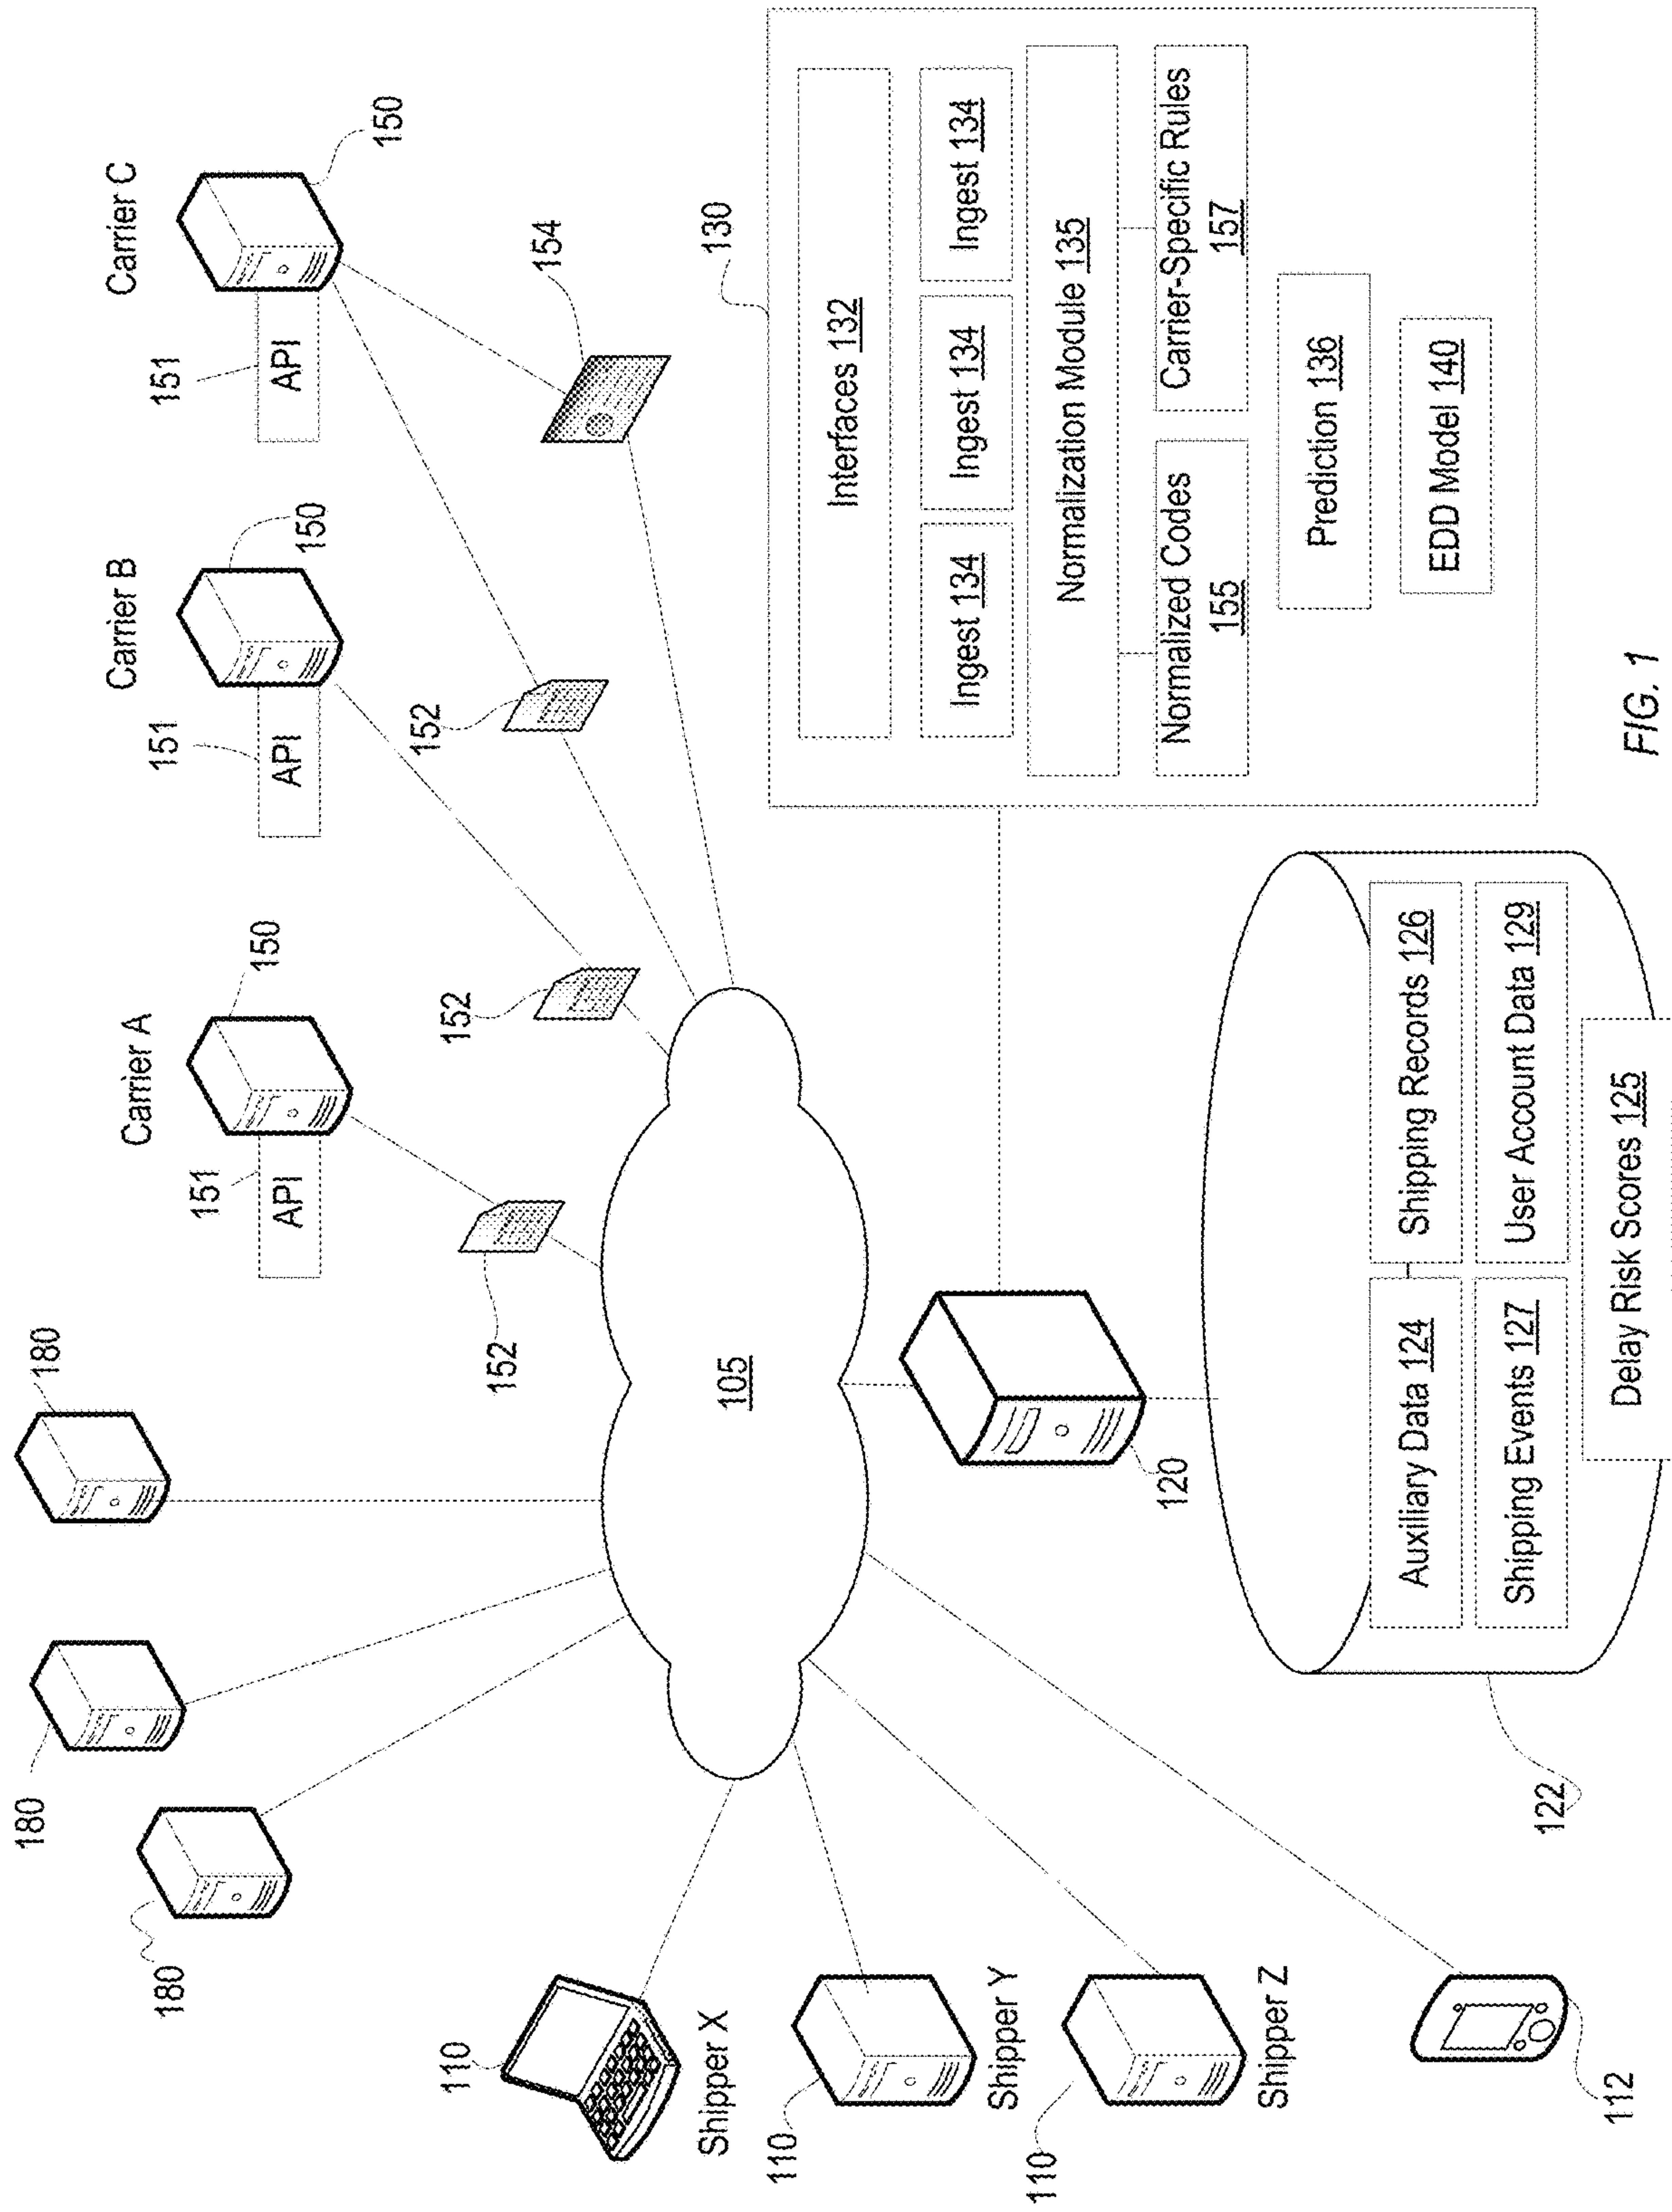 180
180
180
Carrier A
Carrier B
Carrier C
150
150
150
151
API
151
API
151
API
152
152
152
154
110
Shipper X
110
Shipper Y
110
Shipper Z
112
105
120
122
Auxiliary Data 124
Shipping Records 126
Shipping Events 127
User Account Data 129
Delay Risk Scores 125
130
Interfaces 132
Ingest 134
Ingest 134
Ingest 134
Normalization Module 135
Normalized Codes
155
Carrier-Specific Rules
157
Prediction 136
EDD Model 140
FIG. 1